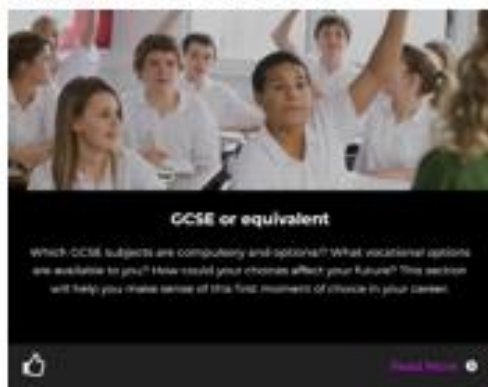 GCSE or equivalent
Which GCSE subjects are compulsory and optional? What vocational options
are available to you? How could your choices affect your future? This section
will help you make sense of this first moment of choice in your career.
Read More